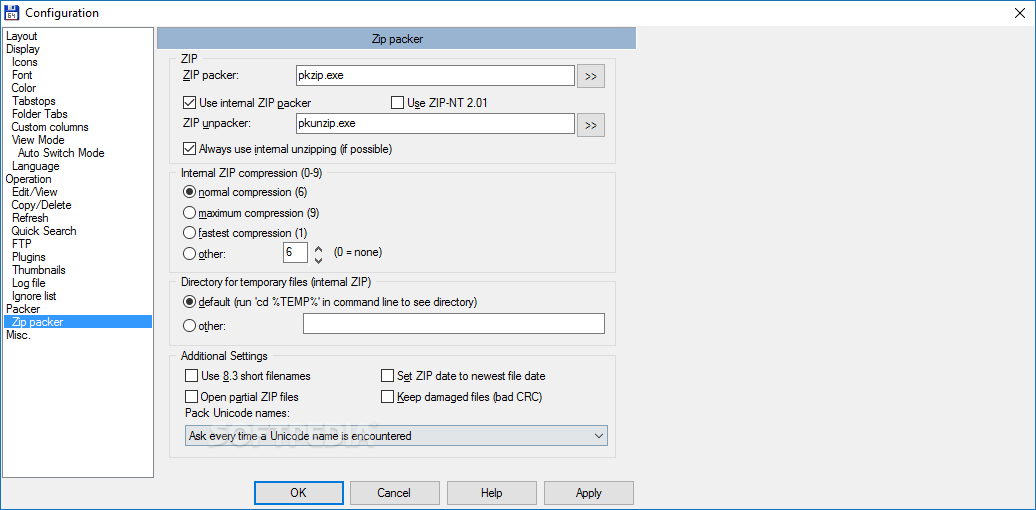 Configuration
Layout
Display
Icons
Font
Color
Tabstops
Folder Tabs
Custom columns
View Mode
Auto Switch Mode
Language
Operation
Edit/View
Copy/Delete
Refresh
Quick Search
FTP
Plugins
Thumbnails
Log file
Ignore list
Packer
Zip packer
Misc.
Zip packer
ZIP
ZIP packer: pkzip.exe >>
Use internal ZIP packer Use ZIP-NT 2.01
ZIP unpacker: pkunzip.exe >>
Always use internal unzipping (if possible)
Internal ZIP compression (0-9)
normal compression (6)
maximum compression (9)
fastest compression (1)
other: 6 (0 = none)
Directory for temporary files (internal ZIP)
default (run 'cd %TEMP%' in command line to see directory)
other:
Additional Settings
Use 8.3 short filenames Set ZIP date to newest file date
Open partial ZIP files Keep damaged files (bad CRC)
Pack Unicode names:
Ask every time a Unicode name is encountered
SOFTPEDIA
OK Cancel Help Apply
64